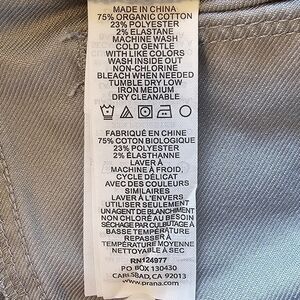 MADE IN CHINA
75% ORGANIC COTTON
23% POLYESTER
2% ELASTANE
MACHINE WASH
COLD GENTLE
WITH LIKE COLORS
WASH INSIDE OUT
NON-CHLORINE
BLEACH WHEN NEEDED
TUMBLE DRY LOW
IRON MEDIUM
DRY CLEANABLE
FABRIQUÉ EN CHINE
75% COTON BIOLOGIQUE
23% POLYESTER
2% ÉLASTHANNE
LAVER À
MACHINE À FROID,
CYCLE DÉLICAT
AVEC DES COULEURS
SIMILAIRES
LAVER À L'ENVERS
UTILISER SEULEMENT
UN AGENT DE BLANCHIMENT
NON CHLORÉ AU BESOIN
SÉCHAGE PAR CULBUTAGE À
BASSE TEMPÉRATURE
REPASSER À
TEMPÉRATURE MOYENNE
NETTOYABLE À SEC
RN124977
PO BOX 130430
CARLSBAD, CA 92013
www.prana.com